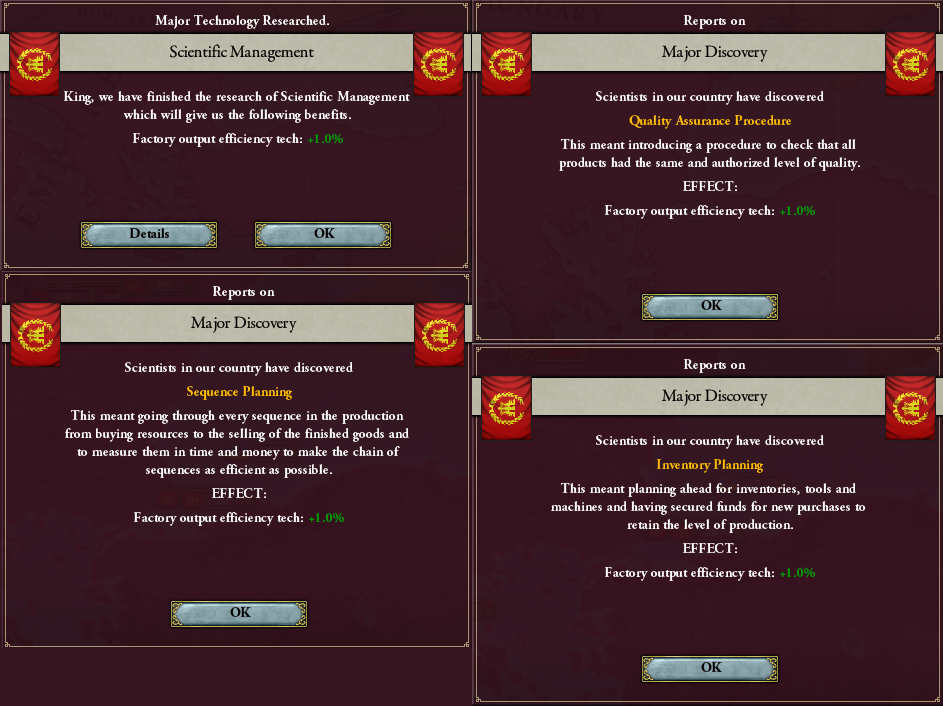 Major Technology Researched.
Scientific Management
King, we have finished the research of Scientific Management
which will give us the following benefits.
Factory output efficiency tech: +1.0%
Details
OK
Reports on
Major Discovery
Scientists in our country have discovered
Quality Assurance Procedure
This meant introducing a procedure to check that all
products had the same and authorized level of quality.
EFFECT:
Factory output efficiency tech: +1.0%
OK
Reports on
Major Discovery
Scientists in our country have discovered
Sequence Planning
This meant going through every sequence in the production
from buying resources to the selling of the finished goods and
to measure them in time and money to make the chain of
sequences as efficient as possible.
EFFECT:
Factory output efficiency tech: +1.0%
OK
Reports on
Major Discovery
Scientists in our country have discovered
Inventory Planning
This meant planning ahead for inventories, tools and
machines and having secured funds for new purchases to
retain the level of production.
EFFECT:
Factory output efficiency tech: +1.0%
OK